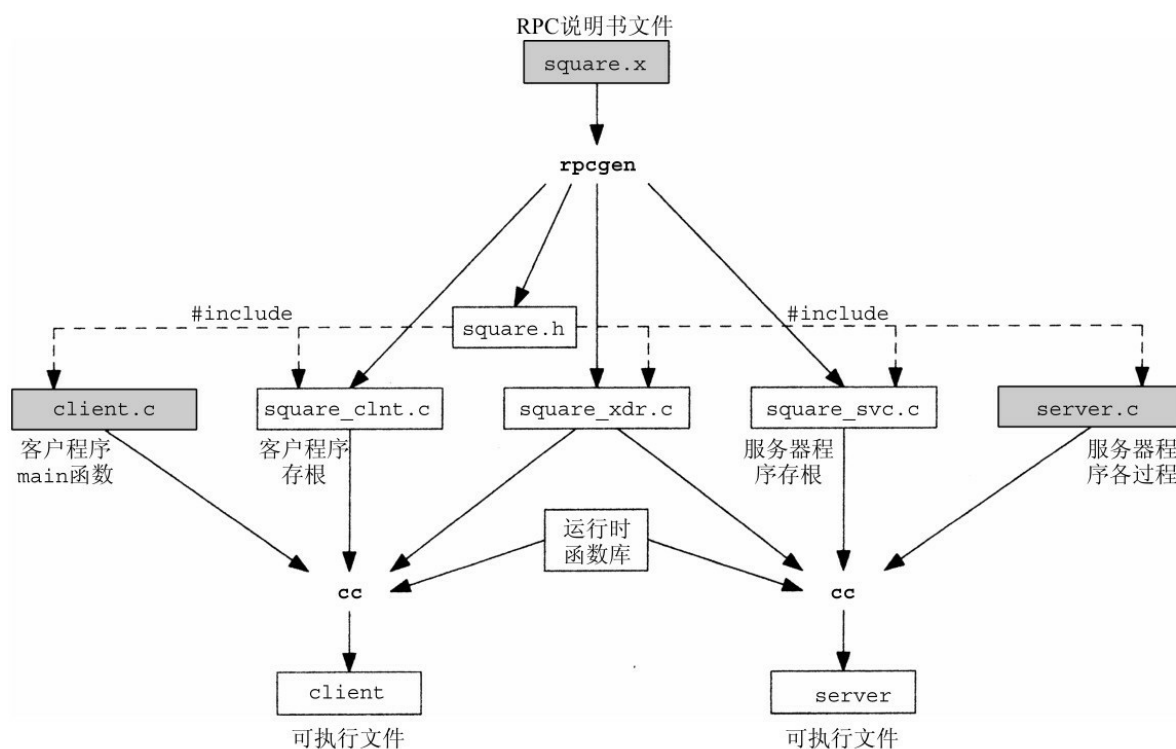 RPC说明书文件
square.x
rpcgen
#include
#include
square.h
client.c
square_clnt.c
square_xdr.c
square_svc.c
server.c
客户程序
main函数
客户程序
存根
服务器程
序存根
服务器程
序各过程
运行时
函数库
cc
cc
client
server
可执行文件
可执行文件